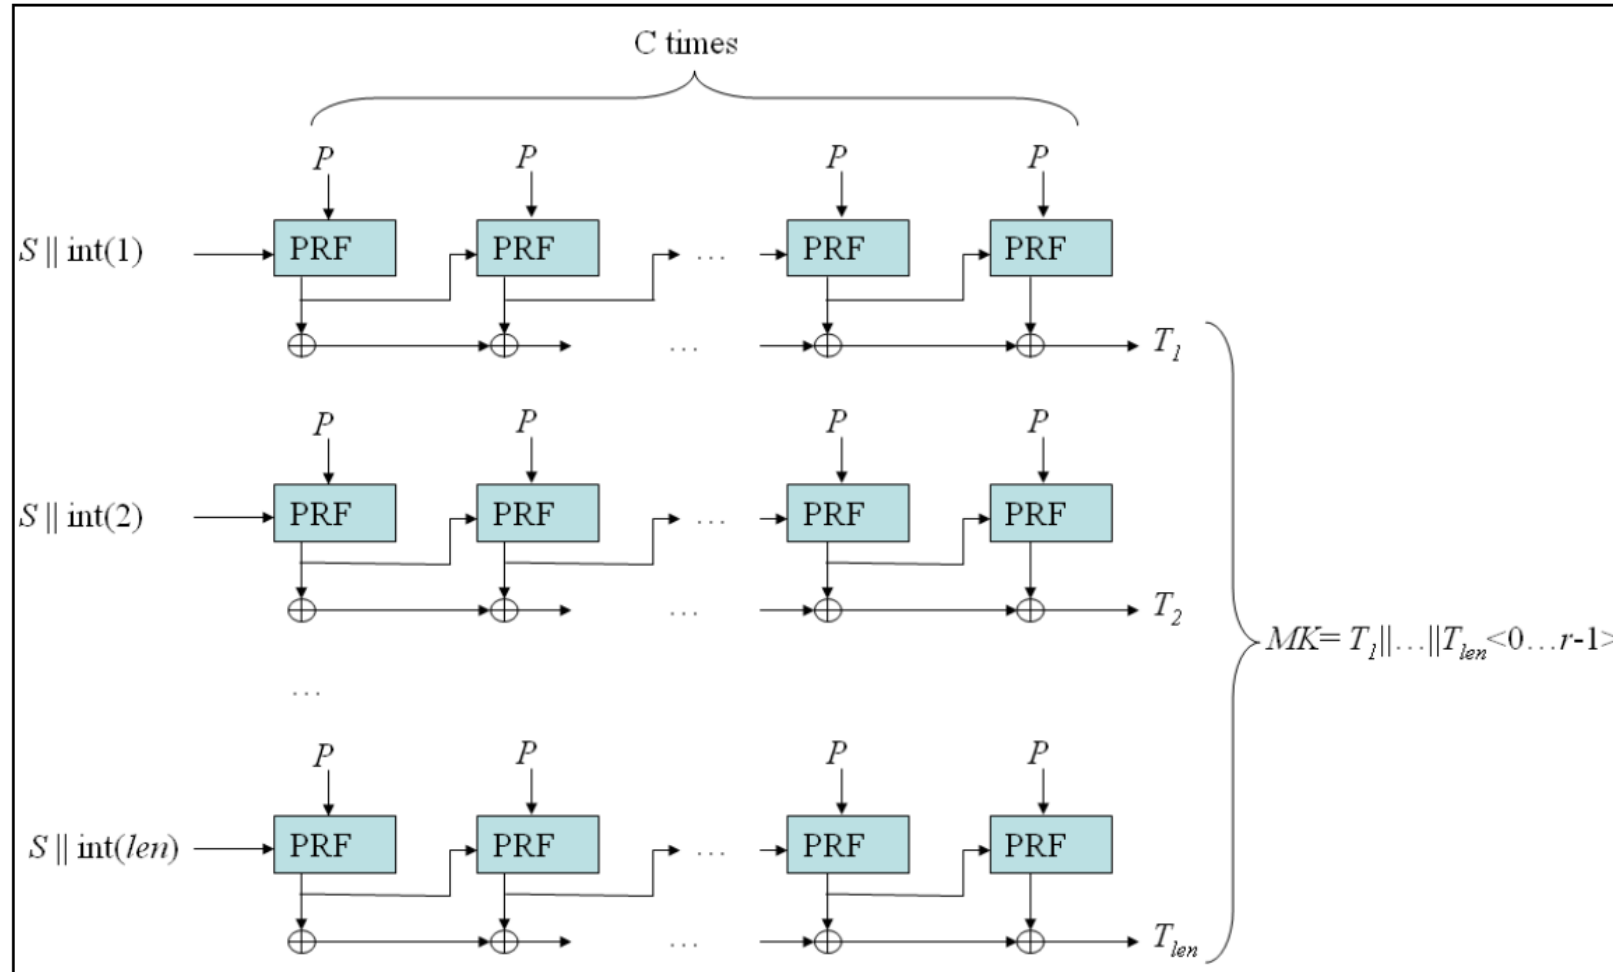 C times
P P P P
S || int(1) PRF PRF … PRF PRF
… T1
P P P P
S || int(2) PRF PRF … PRF PRF
… T2
MK= T1||…||Tlen<0…r-1>
…
P P P P
S || int(len) PRF PRF … PRF PRF
… Tlen